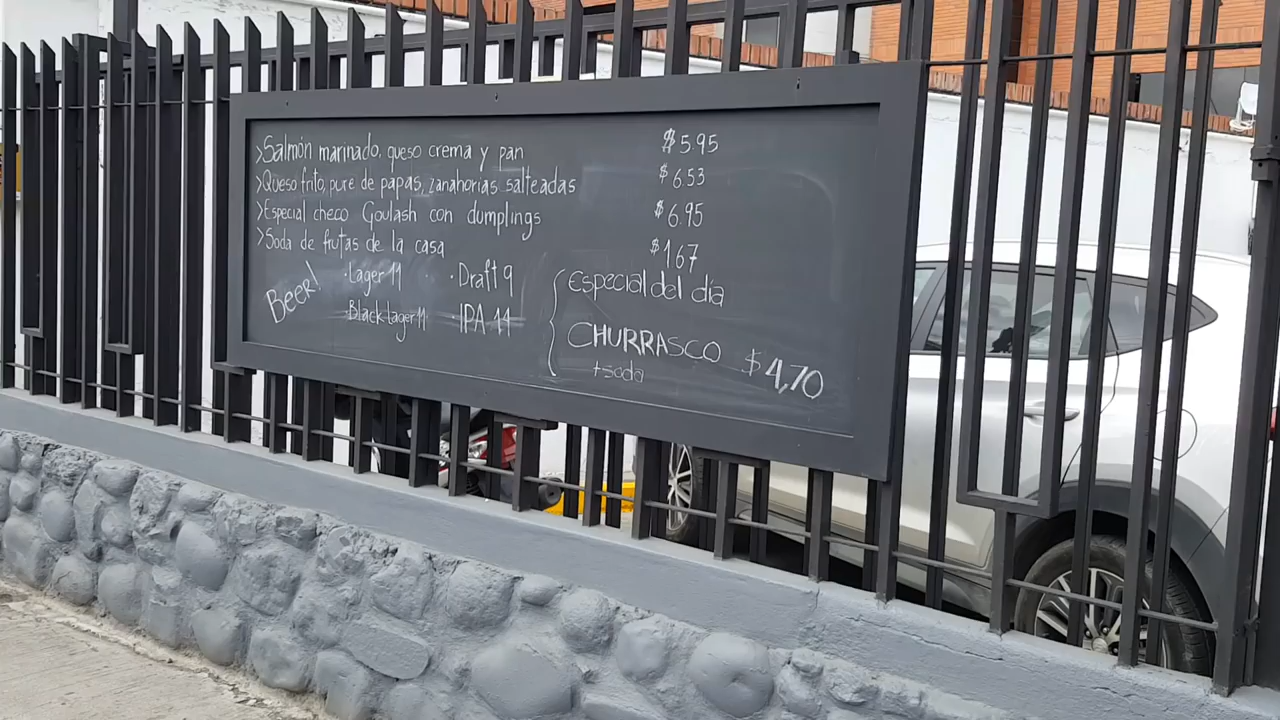 >Salmón marinado, queso crema y pan $5.95
>Queso frito, pure de papas, zanahorias salteadas $6.53
>Especial checo Goulash con dumplings $6.95
>Soda de frutas de la casa $1.67
Beer! ·Lager 11 ·Draft 9
·Black lager 11 ·IPA 14
Especial del día
CHURRASCO $4,70
+soda